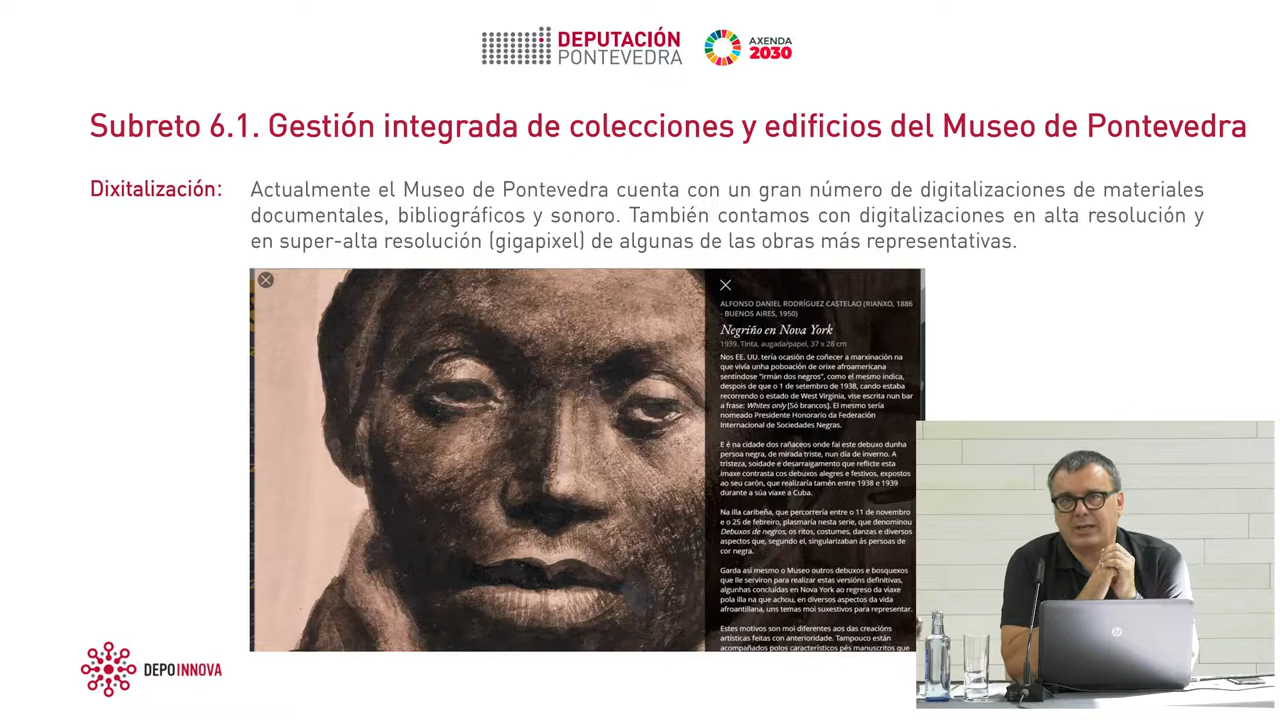 DEPUTACIÓN
PONTEVEDRA
AXENDA
2030
Subreto 6.1. Gestión integrada de colecciones y edificios del Museo de Pontevedra
Dixitalización:
Actualmente el Museo de Pontevedra cuenta con un gran número de digitalizaciones de materiales
documentales, bibliográficos y sonoro. También contamos con digitalizaciones en alta resolución y
en super-alta resolución (gigapixel) de algunas de las obras más representativas.
ALFONSO DANIEL RODRÍGUEZ CASTELAO (RIANXO, 1886
- BUENOS AIRES, 1950)
Negriño en Nova York
1939. Tinta, augada/papel, 37 x 28 cm
Nos EE. UU. tería ocasión de coñecer a marxinación na
que vivía unha poboación de orixe afroamericana
sentíndose "irmán dos negros", como el mesmo indica,
despois de que o 1 de setembro de 1938, cando estaba
recorrendo o estado de West Virginia, vise escrita nun bar
a frase: Whites only [Só brancos]. El mesmo sería
nomeado Presidente Honorario da Federación
Internacional de Sociedades Negras.
E é na cidade dos rañaceos onde fai este debuxo dunha
persoa negra, de mirada triste, nun día de inverno. A
tristeza, soidade e desarraigamento que reflicte esta
imaxe contrasta cos debuxos alegres e festivos, expostos
ao seu carón, que realizaría tamén entre 1938 e 1939
durante a súa viaxe a Cuba.
Na illa caribeña, que percorrería entre o 11 de novembro
e o 25 de febreiro, plasmaría nesta serie, que denominou
Debuxos de negros, os ritos, costumes, danzas e diversos
aspectos que, segundo el, singularizaban ás persoas de
cor negra.
Garda así mesmo o Museo outros debuxos e bosquexos
que lle serviron para realizar estas versións definitivas,
algunhas concluídas en Nova York ao regreso da viaxe
pola illa na que achou, en diversos aspectos da vida
afroantillana, uns temas moi suxestivos para representar.
Estes motivos son moi diferentes aos das creacións
artísticas feitas con anterioridade. Tampouco están
acompañados polos característicos pés manuscritos que
DEPOINNOVA
hp